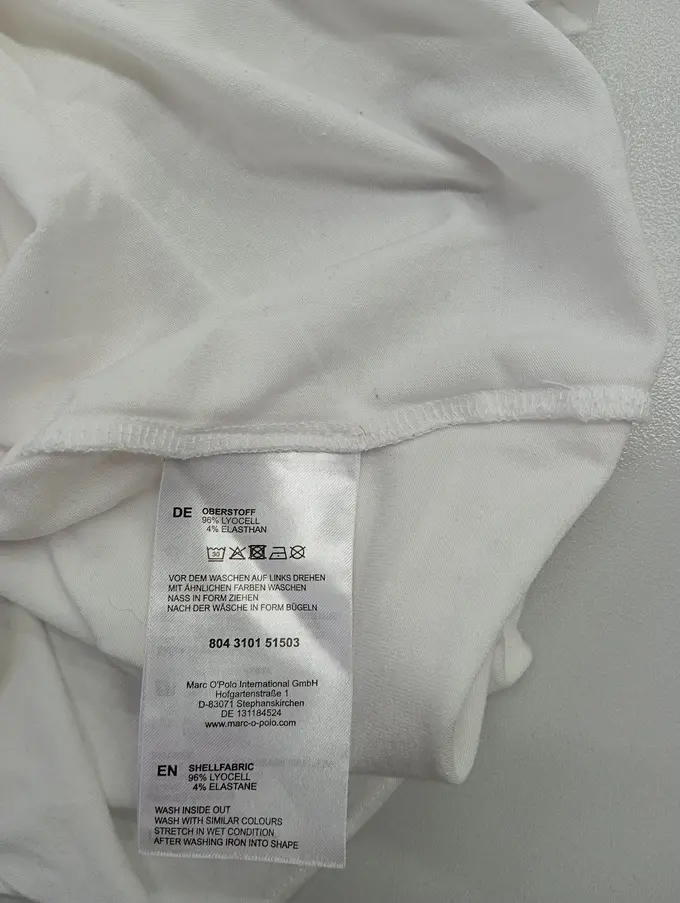 DE OBERSTOFF
96% LYOCELL
4% ELASTHAN
30
VOR DEM WASCHEN AUF LINKS DREHEN
MIT ÄHNLICHEN FARBEN WASCHEN
NASS IN FORM ZIEHEN
NACH DER WÄSCHE IN FORM BÜGELN
804 3101 51503
Marc O'Polo International GmbH
Hofgartenstraße 1
D-83071 Stephanskirchen
DE 131184524
www.marc-o-polo.com
EN SHELLFABRIC
96% LYOCELL
4% ELASTANE
WASH INSIDE OUT
WASH WITH SIMILAR COLOURS
STRETCH IN WET CONDITION
AFTER WASHING IRON INTO SHAPE